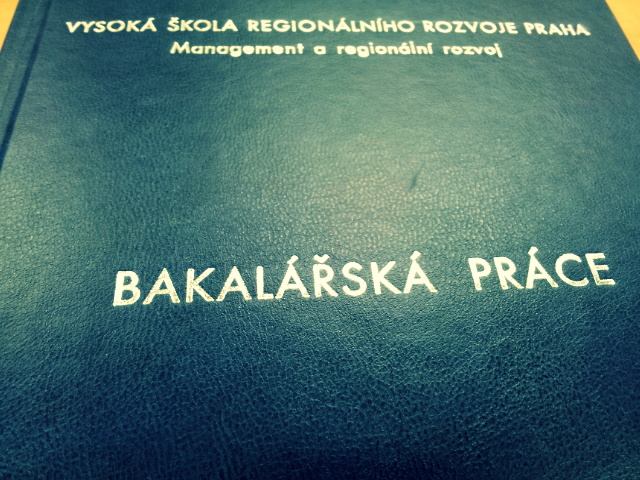 VYSOKÁ ŠKOLA REGIONÁLNÍHO ROZVOJE PRAHA
Management a regionální rozvoj
BAKALÁŘSKÁ PRÁCE